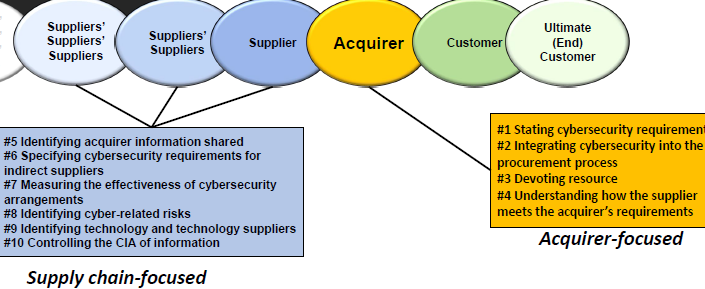 Suppliers'
Suppliers'
Suppliers
Suppliers'
Suppliers
Supplier
Acquirer
Customer
Ultimate
(End)
Customer
#5 Identifying acquirer information shared
#6 Specifying cybersecurity requirements for
indirect suppliers
#7 Measuring the effectiveness of cybersecurity
arrangements
#8 Identifying cyber-related risks
#9 Identifying technology and technology suppliers
#10 Controlling the CIA of information
Supply chain-focused
#1 Stating cybersecurity requirement
#2 Integrating cybersecurity into the
procurement process
#3 Devoting resource
#4 Understanding how the supplier
meets the acquirer's requirements
Acquirer-focused